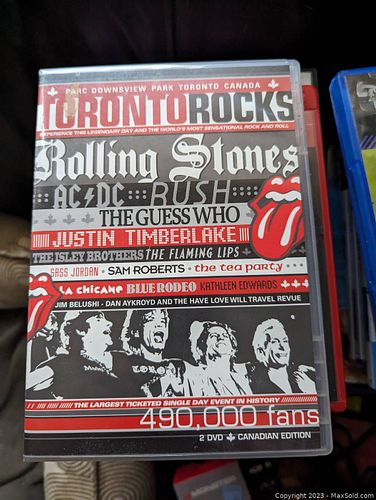 PARC DOWNSVIEW PARK TORONTO CANADA
TORONTOROCKS
EXPERIENCE THIS LEGENDARY DAY AND THE WORLD'S MOST SENSATIONAL ROCK AND ROLL
Rolling Stones
AC DC RUSH
THE GUESS WHO
JUSTIN TIMBERLAKE
THE ISLEY BROTHERS THE FLAMING LIPS
SASS JORDAN • SAM ROBERTS • the tea party
LA CHICANE BLUE RODEO KATHLEEN EDWARDS
JIM BELUSHI - DAN AYKROYD AND THE HAVE LOVE WILL TRAVEL REVUE
THE LARGEST TICKETED SINGLE DAY EVENT IN HISTORY
490,000 fans
2 DVD CANADIAN EDITION
Copyright 2023 - MaxSold.com